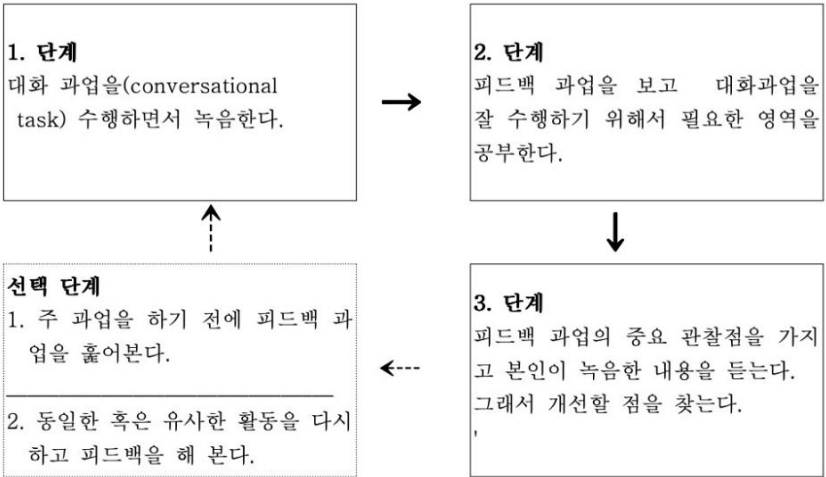 1. 단계
대화 과업을(conversational
task) 수행하면서 녹음한다.
2. 단계
피드백 과업을 보고 대화과업을
잘 수행하기 위해서 필요한 영역을
공부한다.
3. 단계
피드백 과업의 중요 관찰점을 가지
고 본인이 녹음한 내용을 듣는다.
그래서 개선할 점을 찾는다.
'
선택 단계
1. 주 과업을 하기 전에 피드백 과
업을 훑어본다.
2. 동일한 혹은 유사한 활동을 다시
하고 피드백을 해 본다.